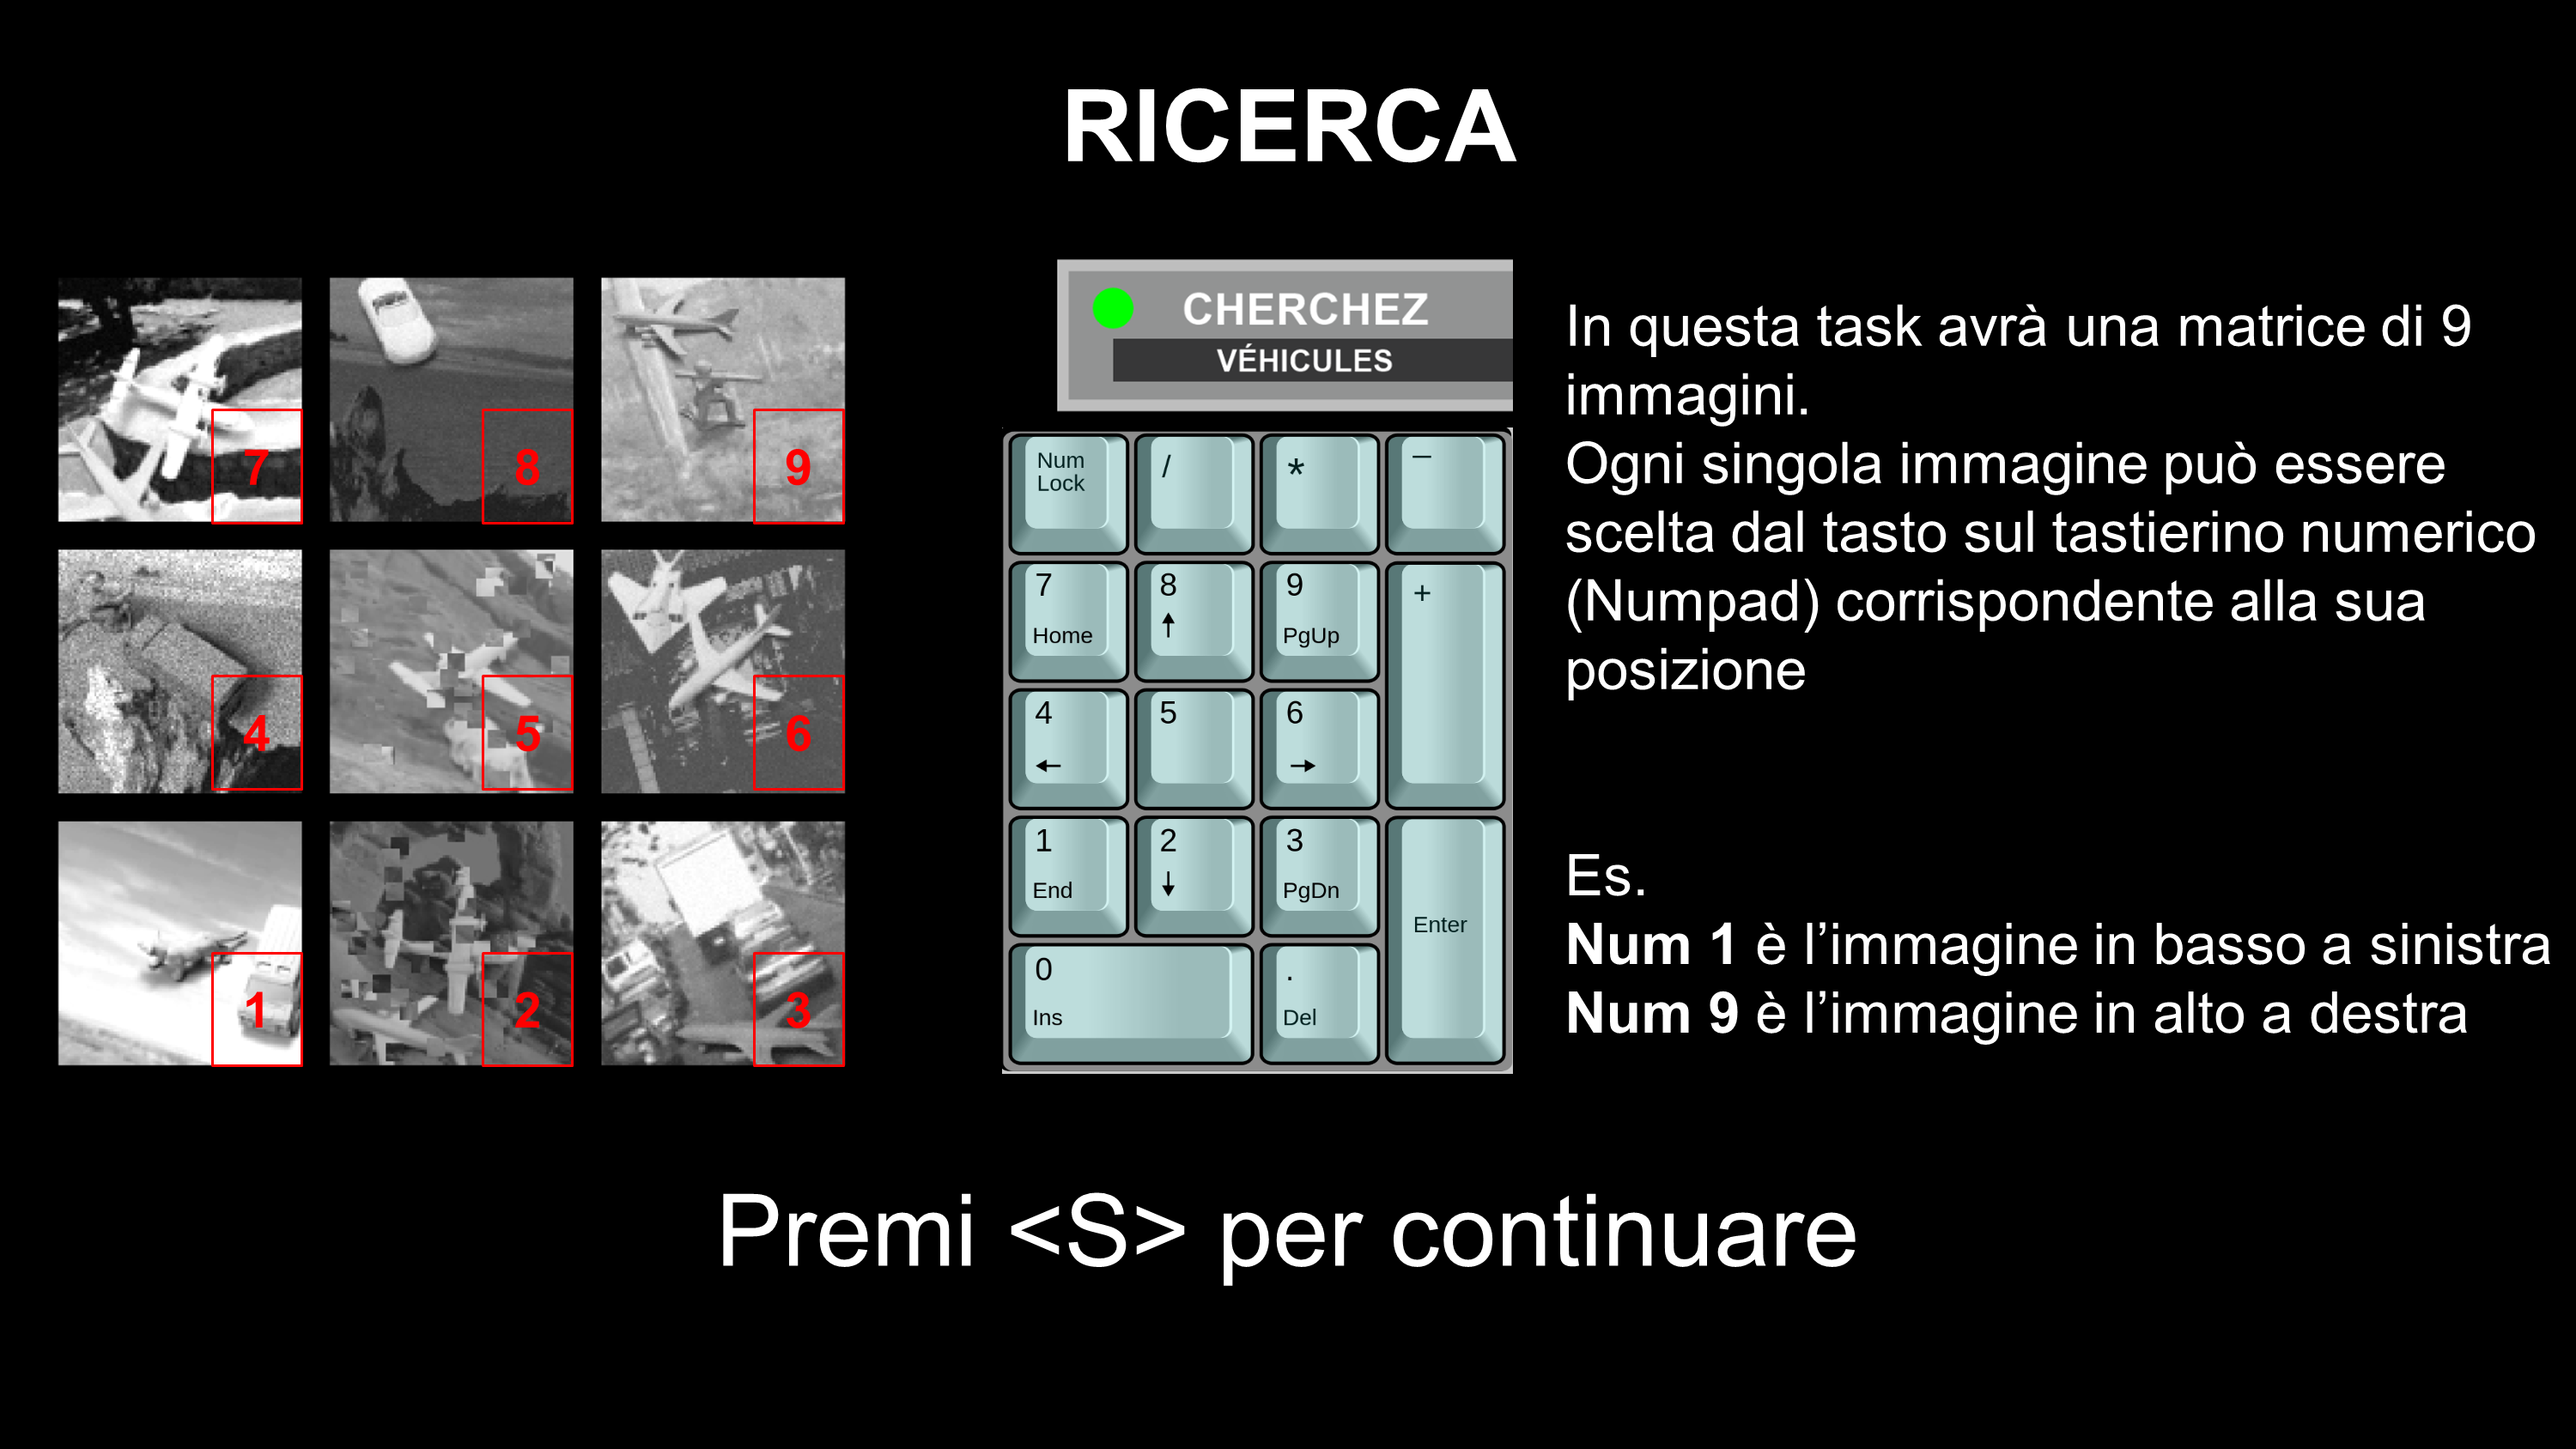 RICERCA
7
8
9
4
5
6
1
2
3
CHERCHEZ
VÉHICULES
Num
Lock
/
*
–
7
Home
8
↑
9
PgUp
+
4
←
5
6
→
1
End
2
↓
3
PgDn
Enter
0
Ins
.
Del
In questa task avrà una matrice di 9
immagini.
Ogni singola immagine può essere
scelta dal tasto sul tastierino numerico
(Numpad) corrispondente alla sua
posizione
Es.
Num 1 è l’immagine in basso a sinistra
Num 9 è l’immagine in alto a destra
Premi <S> per continuare